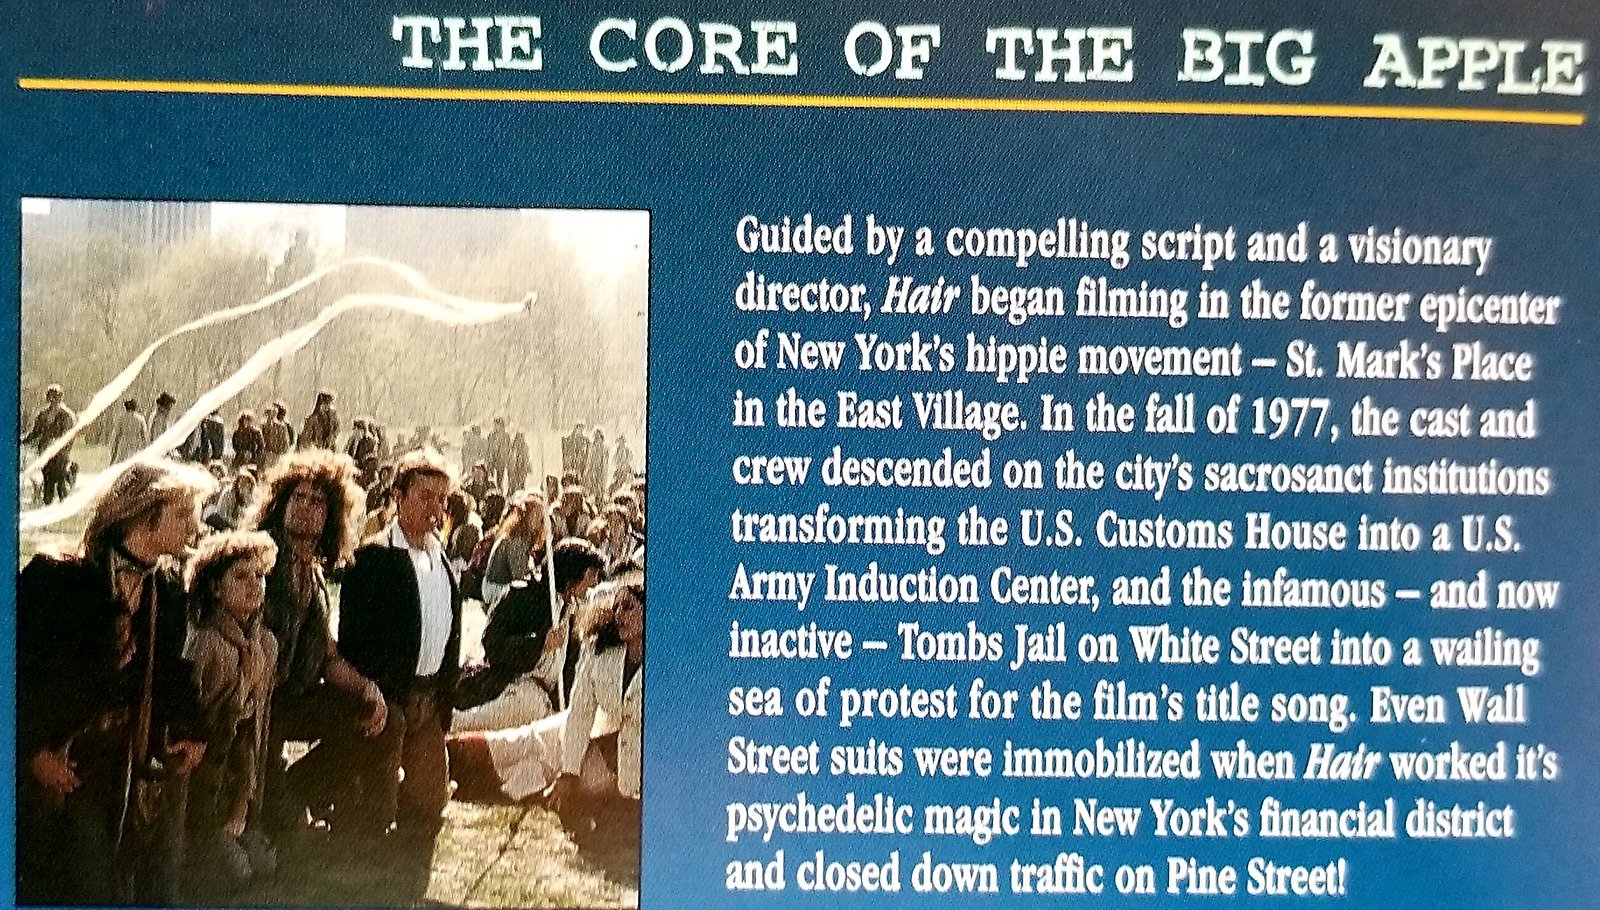 THE CORE OF THE BIG APPLE
Guided by a compelling script and a visionary
director, Hair began filming in the former epicenter
of New York's hippie movement – St. Mark's Place
in the East Village. In the fall of 1977, the cast and
crew descended on the city's sacrosanct institutions
transforming the U.S. Customs House into a U.S.
Army Induction Center, and the infamous – and now
inactive – Tombs Jail on White Street into a wailing
sea of protest for the film's title song. Even Wall
Street suits were immobilized when Hair worked it's
psychedelic magic in New York's financial district
and closed down traffic on Pine Street!